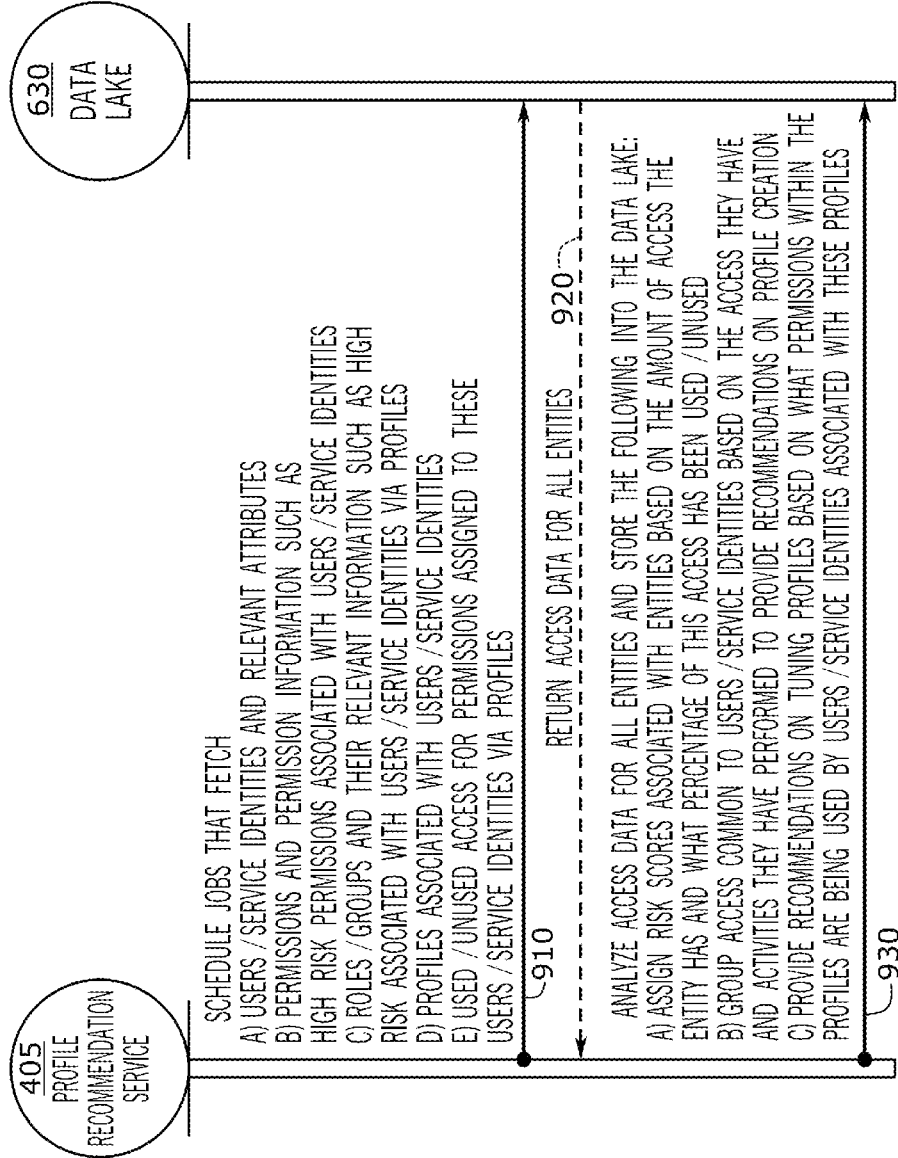 405
PROFILE
RECOMMENDATION
SERVICE
630
DATA
LAKE
SCHEDULE JOBS THAT FETCH
A) USERS/SERVICE IDENTITIES AND RELEVANT ATTRIBUTES
B) PERMISSIONS AND PERMISSION INFORMATION SUCH AS
HIGH RISK PERMISSIONS ASSOCIATED WITH USERS/SERVICE IDENTITIES
C) ROLES/GROUPS AND THEIR RELEVANT INFORMATION SUCH AS HIGH
RISK ASSOCIATED WITH USERS/SERVICE IDENTITIES VIA PROFILES
D) PROFILES ASSOCIATED WITH USERS/SERVICE IDENTITIES
E) USED/UNUSED ACCESS FOR PERMISSIONS ASSIGNED TO THESE
USERS/SERVICE IDENTITIES VIA PROFILES
910
RETURN ACCESS DATA FOR ALL ENTITIES
920
ANALYZE ACCESS DATA FOR ALL ENTITIES AND STORE THE FOLLOWING INTO THE DATA LAKE:
A) ASSIGN RISK SCORES ASSOCIATED WITH ENTITIES BASED ON THE AMOUNT OF ACCESS THE
ENTITY HAS AND WHAT PERCENTAGE OF THIS ACCESS HAS BEEN USED/UNUSED
B) GROUP ACCESS COMMON TO USERS/SERVICE IDENTITIES BASED ON THE ACCESS THEY HAVE
AND ACTIVITIES THEY HAVE PERFORMED TO PROVIDE RECOMMENDATIONS ON PROFILE CREATION
C) PROVIDE RECOMMENDATIONS ON TUNING PROFILES BASED ON WHAT PERMISSIONS WITHIN THE
PROFILES ARE BEING USED BY USERS/SERVICE IDENTITIES ASSOCIATED WITH THESE PROFILES
930